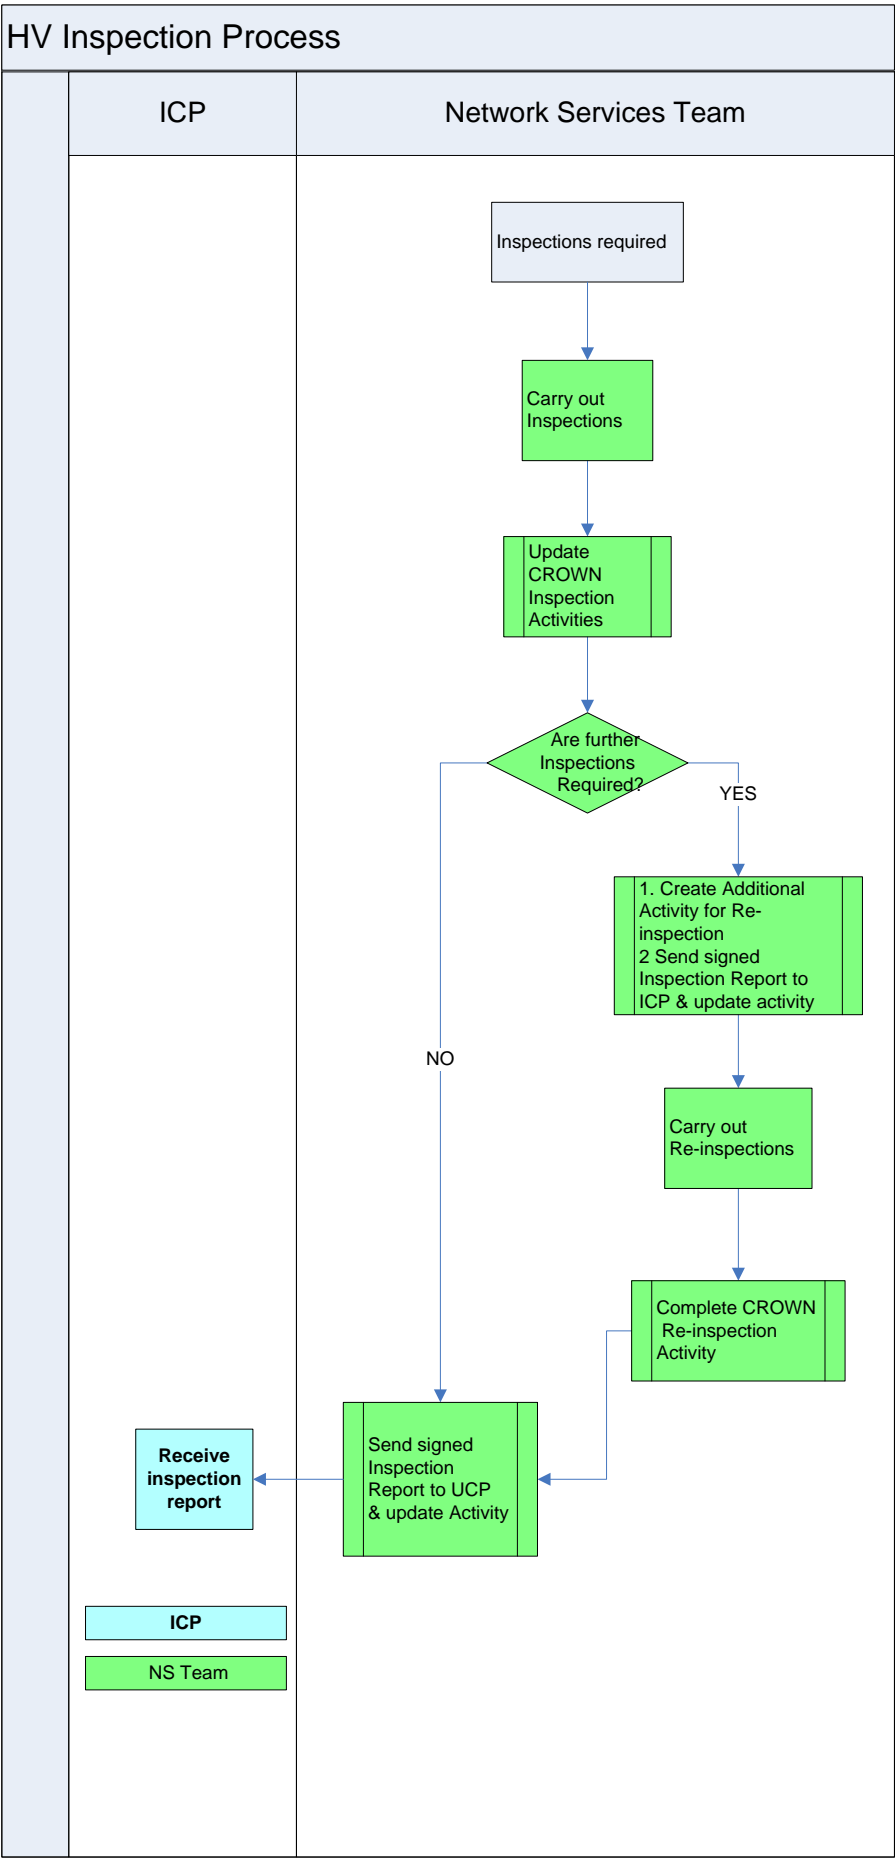 HV Inspection Process
ICP
Network Services Team
Inspections required
Carry out
Inspections
Update
CROWN
Inspection
Activities
Are further
Inspections
Required?
YES
1. Create Additional
Activity for Re-
inspection
2 Send signed
Inspection Report to
ICP & update activity
NO
Carry out
Re-inspections
Complete CROWN
Re-inspection
Activity
Send signed
Inspection
Report to UCP
& update Activity
Receive
inspection
report
ICP
NS Team